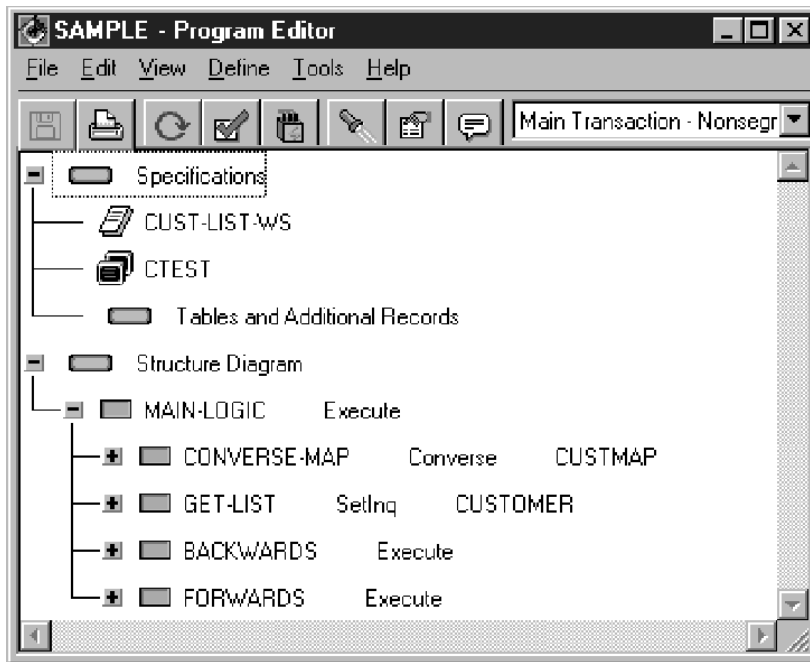 SAMPLE - Program Editor
File Edit View Define Tools Help
Main Transaction - Nonsegr
Specifications
CUST-LIST-WS
CTEST
Tables and Additional Records
Structure Diagram
MAIN-LOGIC Execute
CONVERSE-MAP Converse CUSTMAP
GET-LIST SetInq CUSTOMER
BACKWARDS Execute
FORWARDS Execute